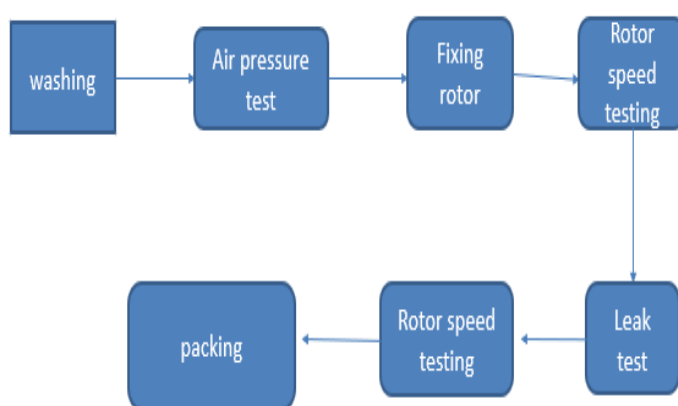 washing
Air pressure
test
Fixing
rotor
Rotor
speed
testing
Leak
test
Rotor speed
testing
packing